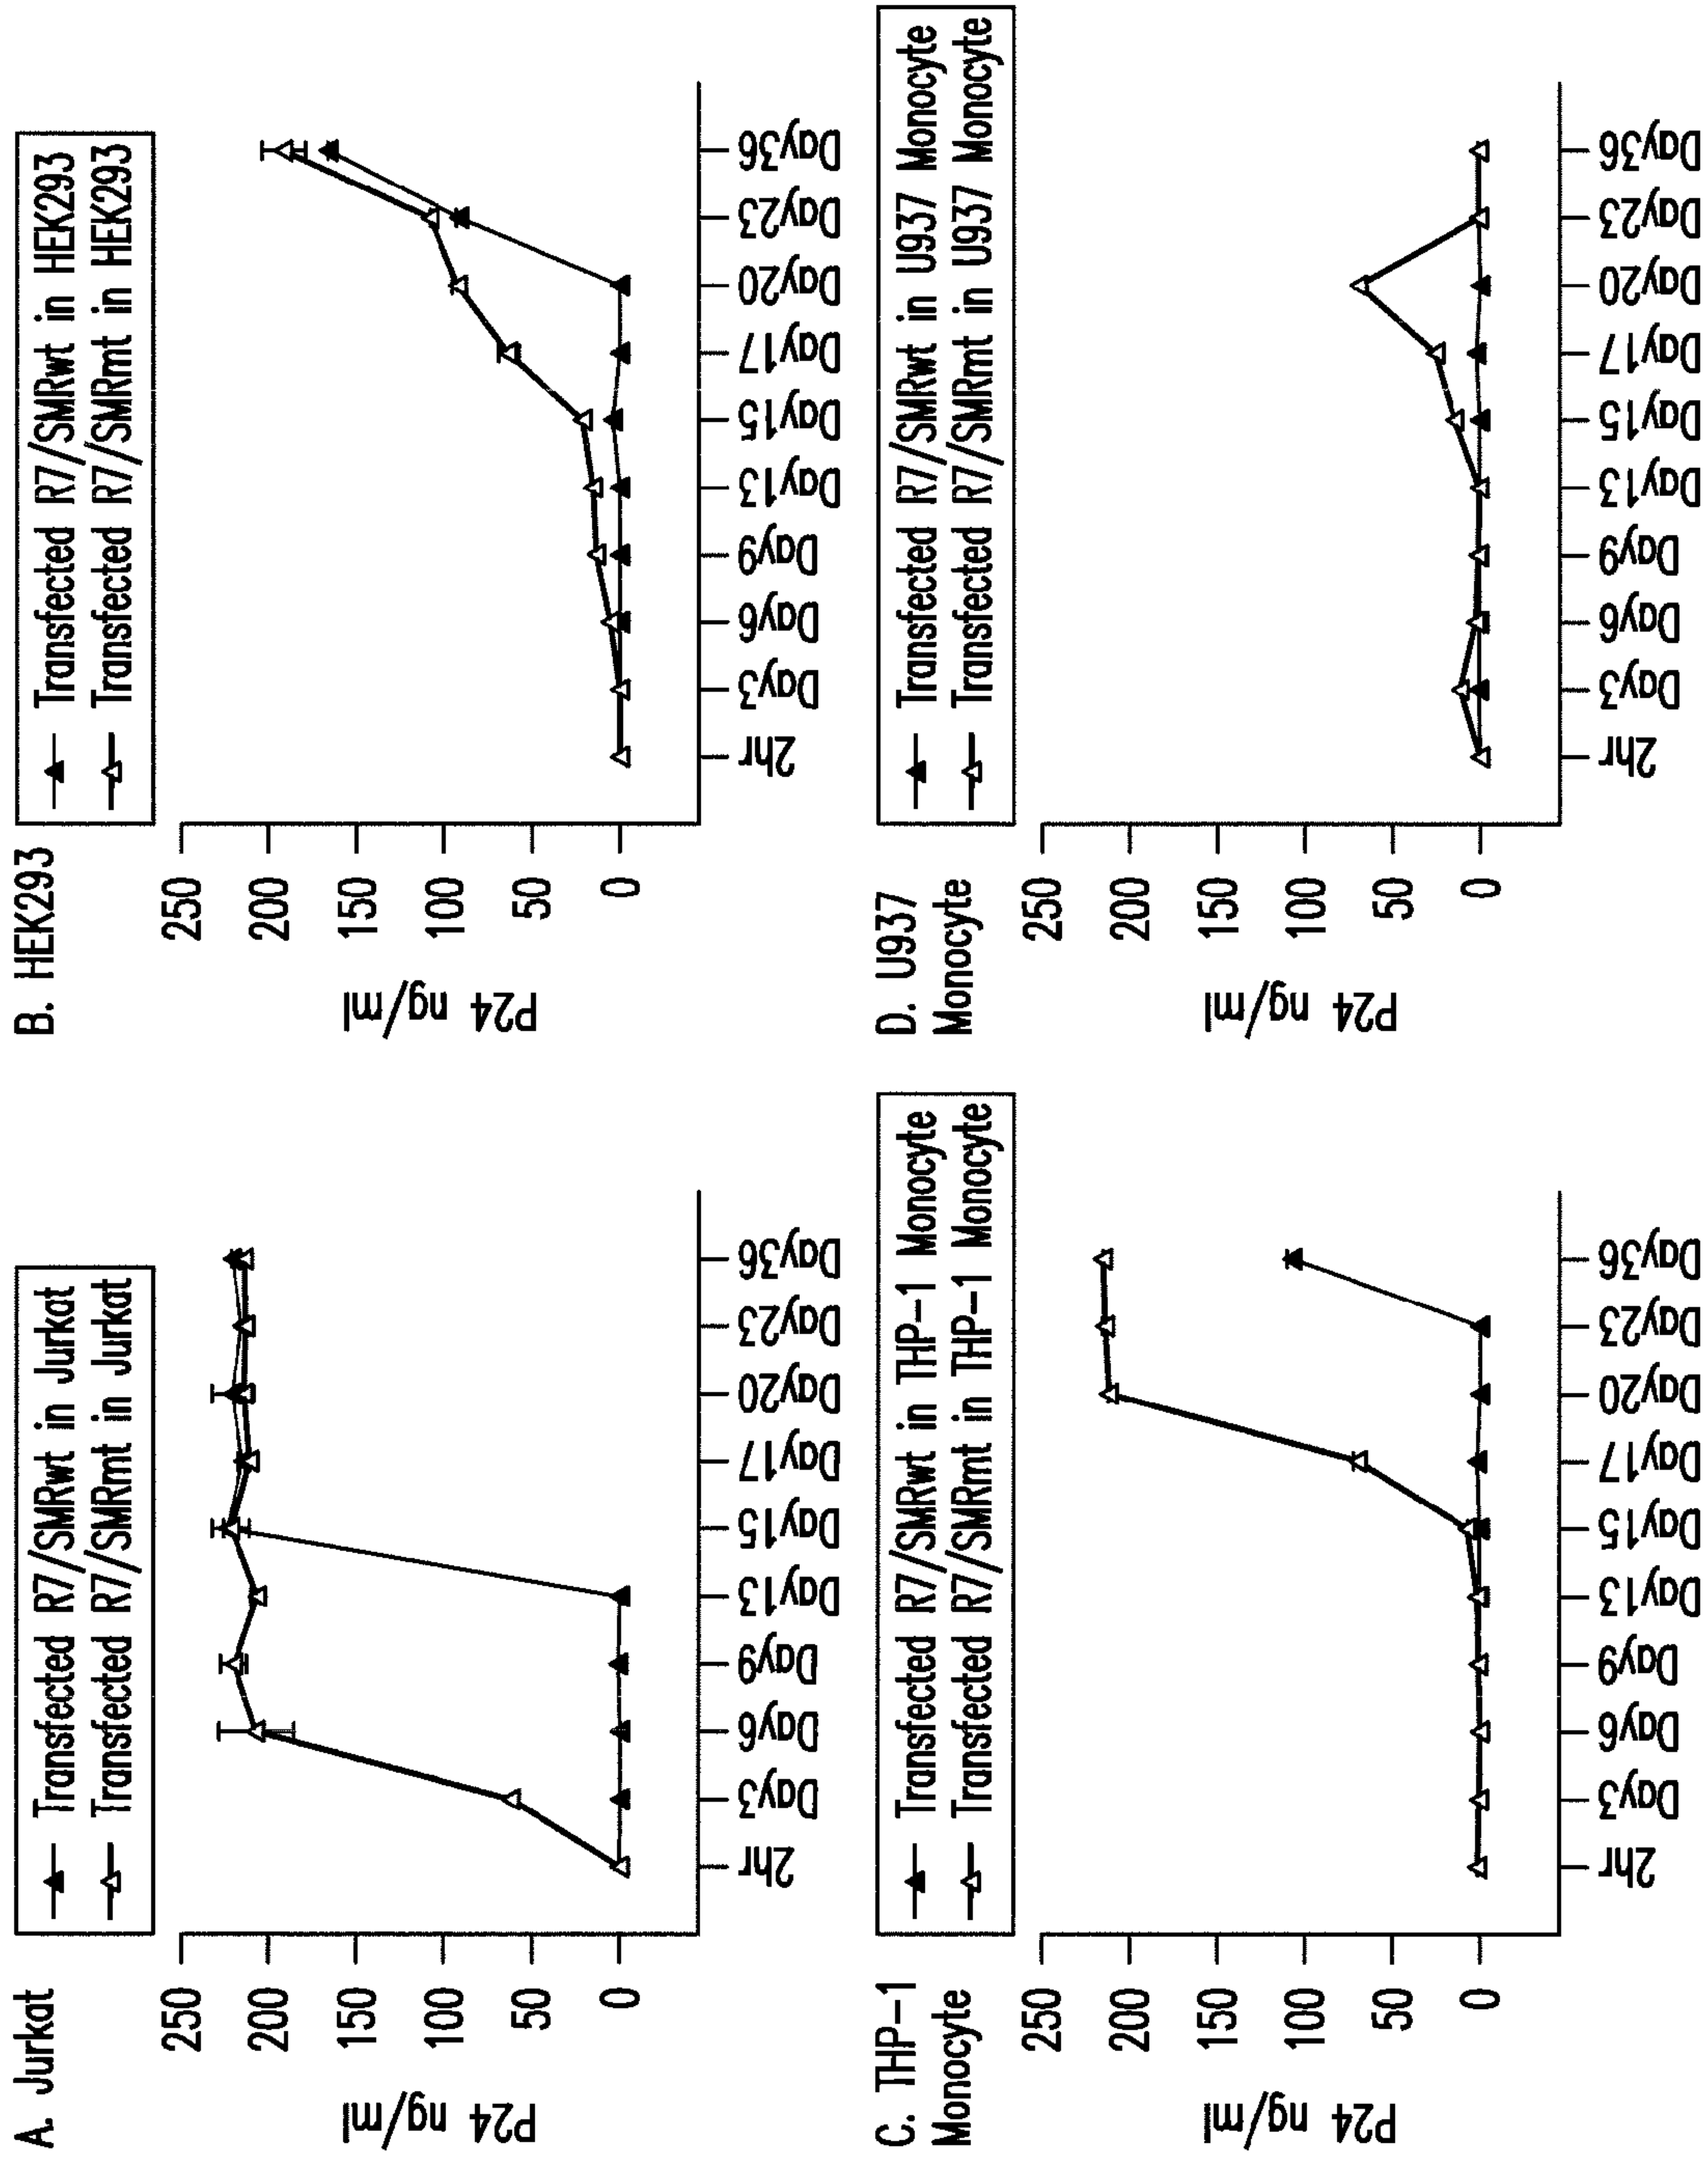 A. Jurkat
Transfected R7/SMRwt in Jurkat
Transfected R7/SMRmt in Jurkat
P24 ng/ml
250
200
150
100
50
0
2hr
Day3
Day6
Day9
Day13
Day15
Day17
Day20
Day23
Day36
B. HEK293
Transfected R7/SMRwt in HEK293
Transfected R7/SMRmt in HEK293
P24 ng/ml
250
200
150
100
50
0
2hr
Day3
Day6
Day9
Day13
Day15
Day17
Day20
Day23
Day36
C. THP-1
Monocyte
Transfected R7/SMRwt in THP-1 Monocyte
Transfected R7/SMRmt in THP-1 Monocyte
P24 ng/ml
250
200
150
100
50
0
2hr
Day3
Day6
Day9
Day13
Day15
Day17
Day20
Day23
Day36
D. U937
Monocyte
Transfected R7/SMRwt in U937 Monocyte
Transfected R7/SMRmt in U937 Monocyte
P24 ng/ml
250
200
150
100
50
0
2hr
Day3
Day6
Day9
Day13
Day15
Day17
Day20
Day23
Day36